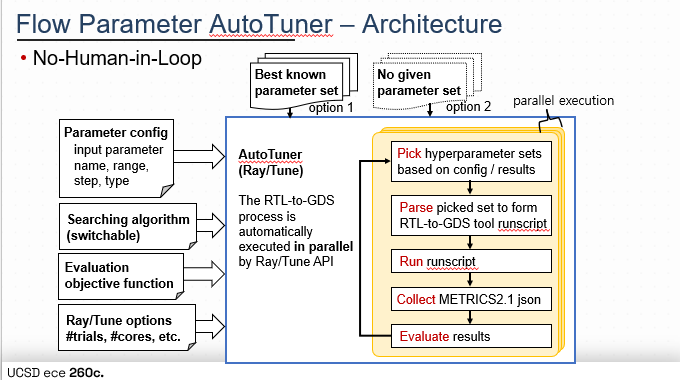 Flow Parameter AutoTuner – Architecture
• No-Human-in-Loop
Best known
parameter set
option 1
No given
parameter set
option 2
parallel execution
Parameter config
input parameter
name, range,
step, type
Searching algorithm
(switchable)
Evaluation
objective function
Ray/Tune options
#trials, #cores, etc.
AutoTuner
(Ray/Tune)
The RTL-to-GDS
process is
automatically
executed in parallel
by Ray/Tune API
Pick hyperparameter sets
based on config / results
Parse picked set to form
RTL-to-GDS tool runscript
Run runscript
Collect METRICS2.1 json
Evaluate results
UCSD ece 260c.